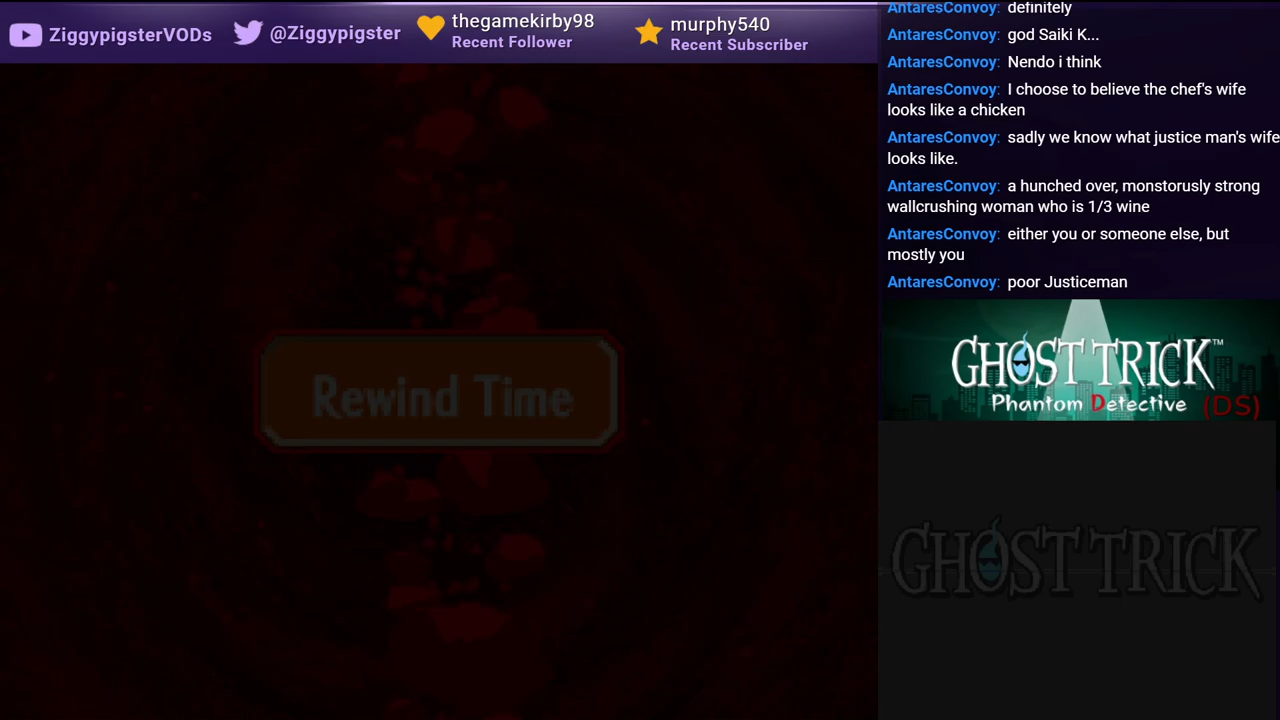 ZiggypigsterVODs
@Ziggypigster
thegamekirby98
Recent Follower
murphy540
Recent Subscriber
AntaresConvoy: definitely
AntaresConvoy: god Saiki K...
AntaresConvoy: Nendo i think
AntaresConvoy: I choose to believe the chef's wife
looks like a chicken
AntaresConvoy: sadly we know what justice man's wife
looks like.
AntaresConvoy: a hunched over, monstorusly strong
wallcrushing woman who is 1/3 wine
AntaresConvoy: either you or someone else, but
mostly you
AntaresConvoy: poor Justiceman
GHOST TRICK™
Phantom Detective (DS)
Rewind Time
GHOST TRICK